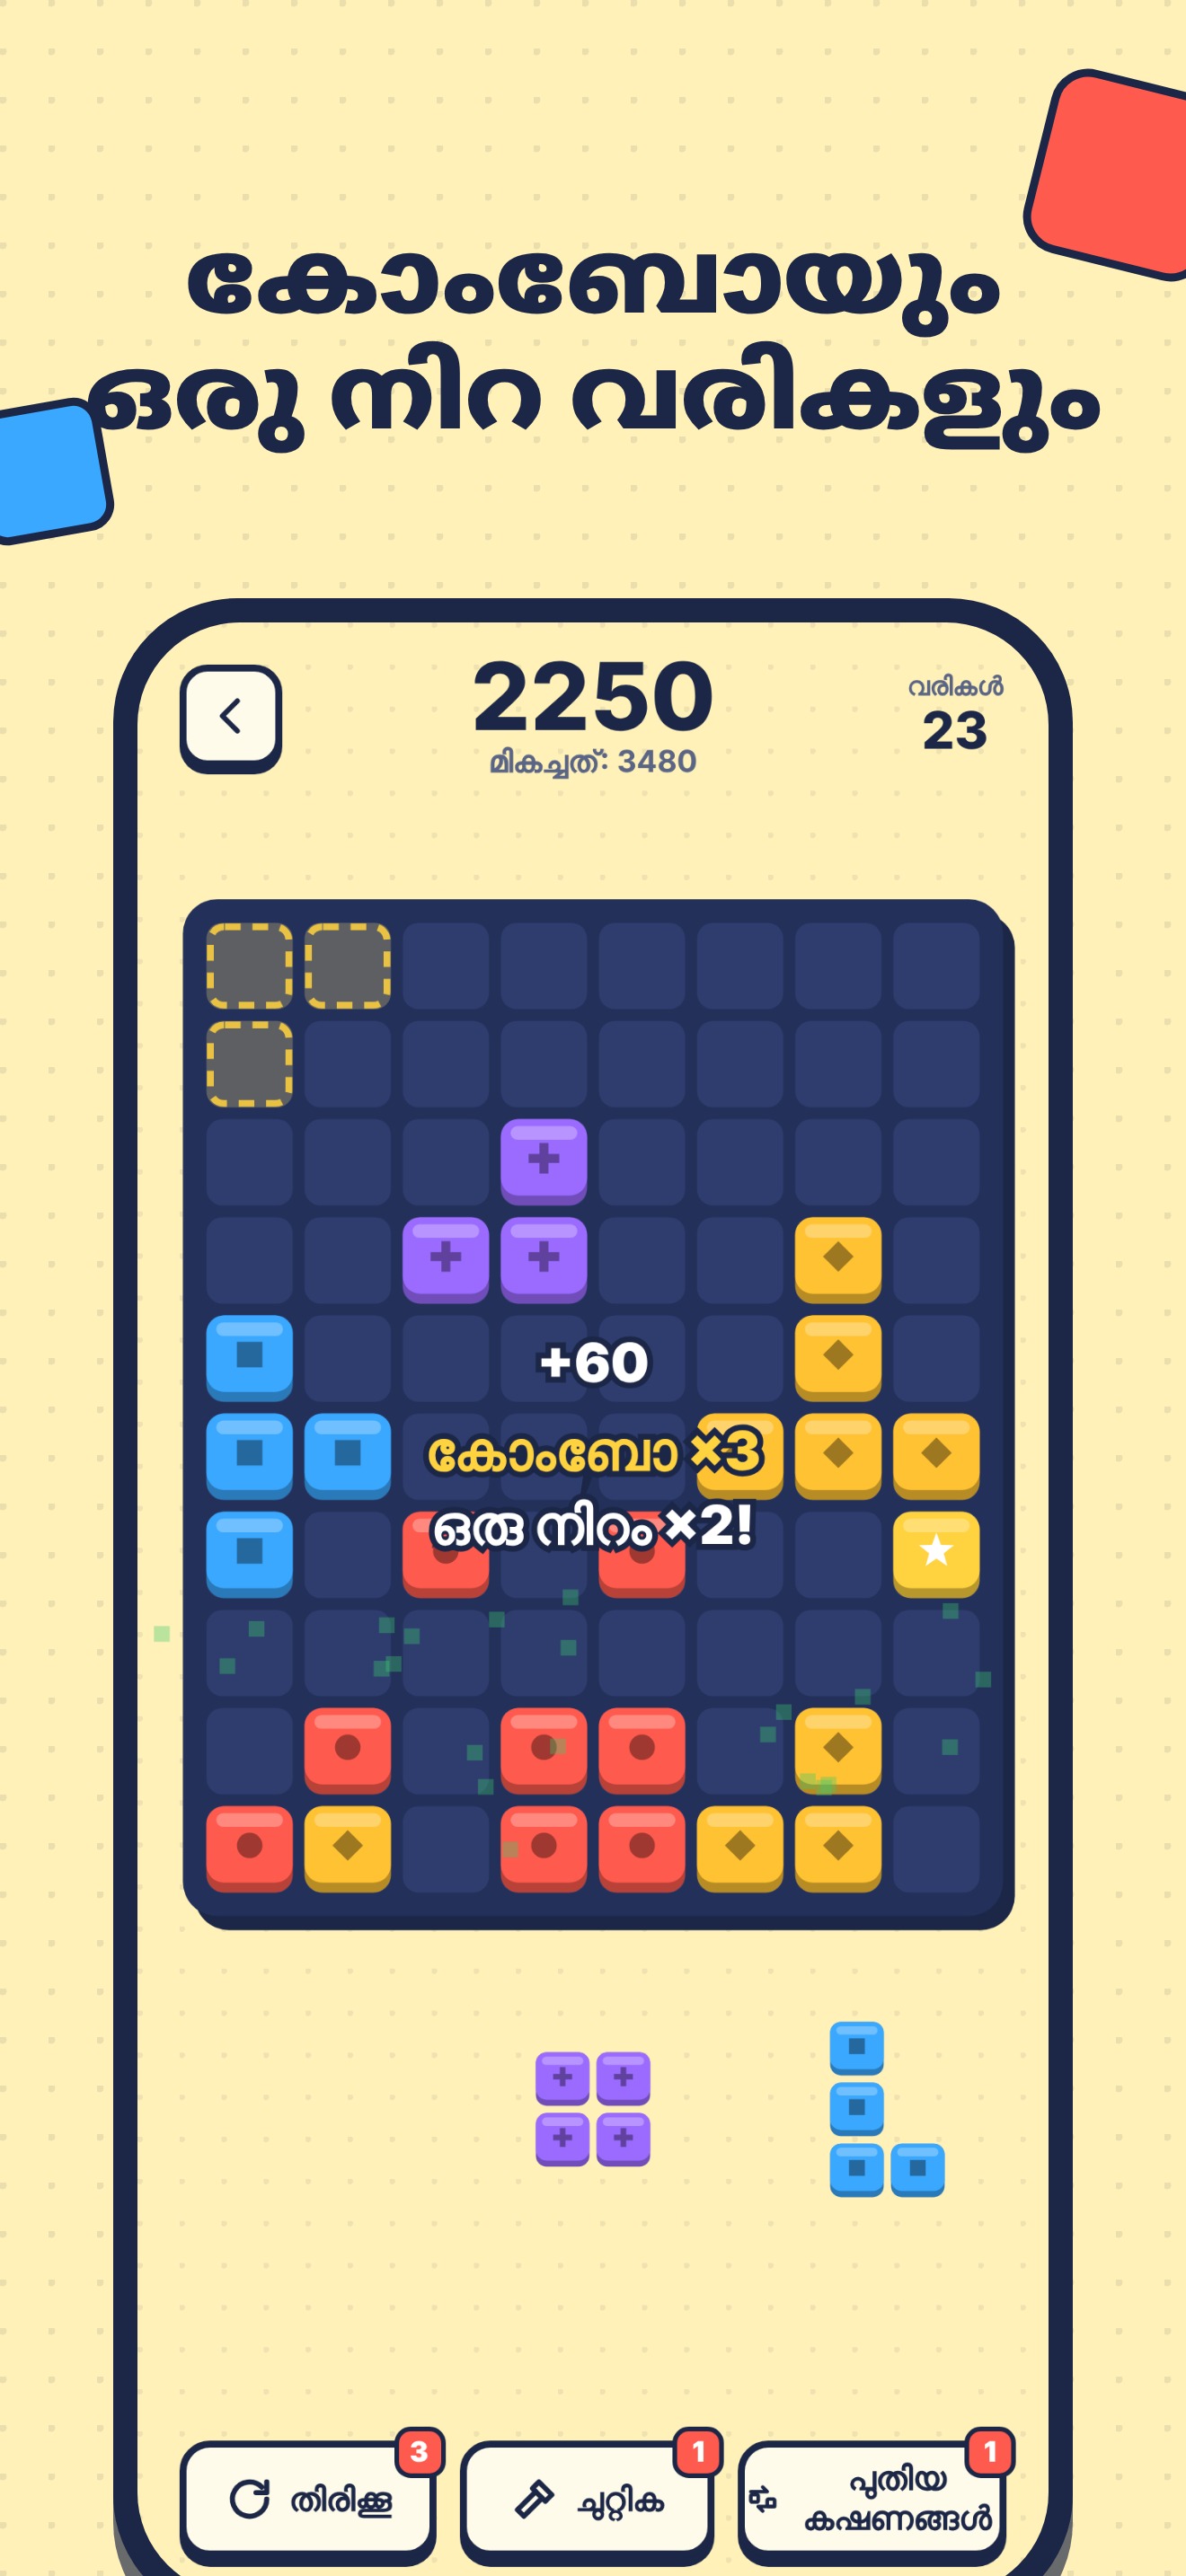 കോംബോയും
ഒരു നിറ വരികളും
2250
വരികൾ
23
മികച്ചത്: 3480
+60
കോംബോ ×3
ഒരു നിറം ×2!
3
1
1
തിരിക്കൂ
ചുറ്റിക
പുതിയ
കഷണങ്ങൾ